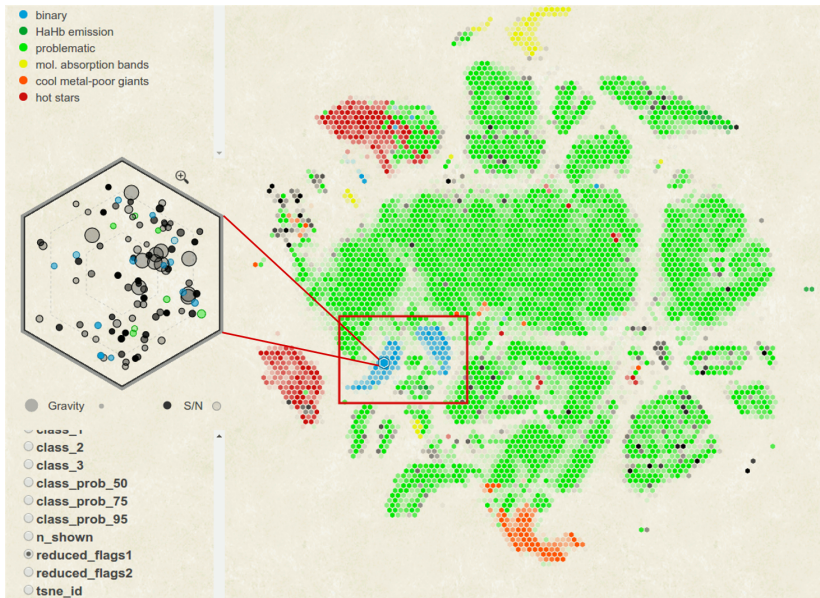 binary
HaHb emission
problematic
mol. absorption bands
cool metal-poor giants
hot stars
Gravity
S/N
class_1
class_2
class_3
class_prob_50
class_prob_75
class_prob_95
n_shown
reduced_flags1
reduced_flags2
tsne_id